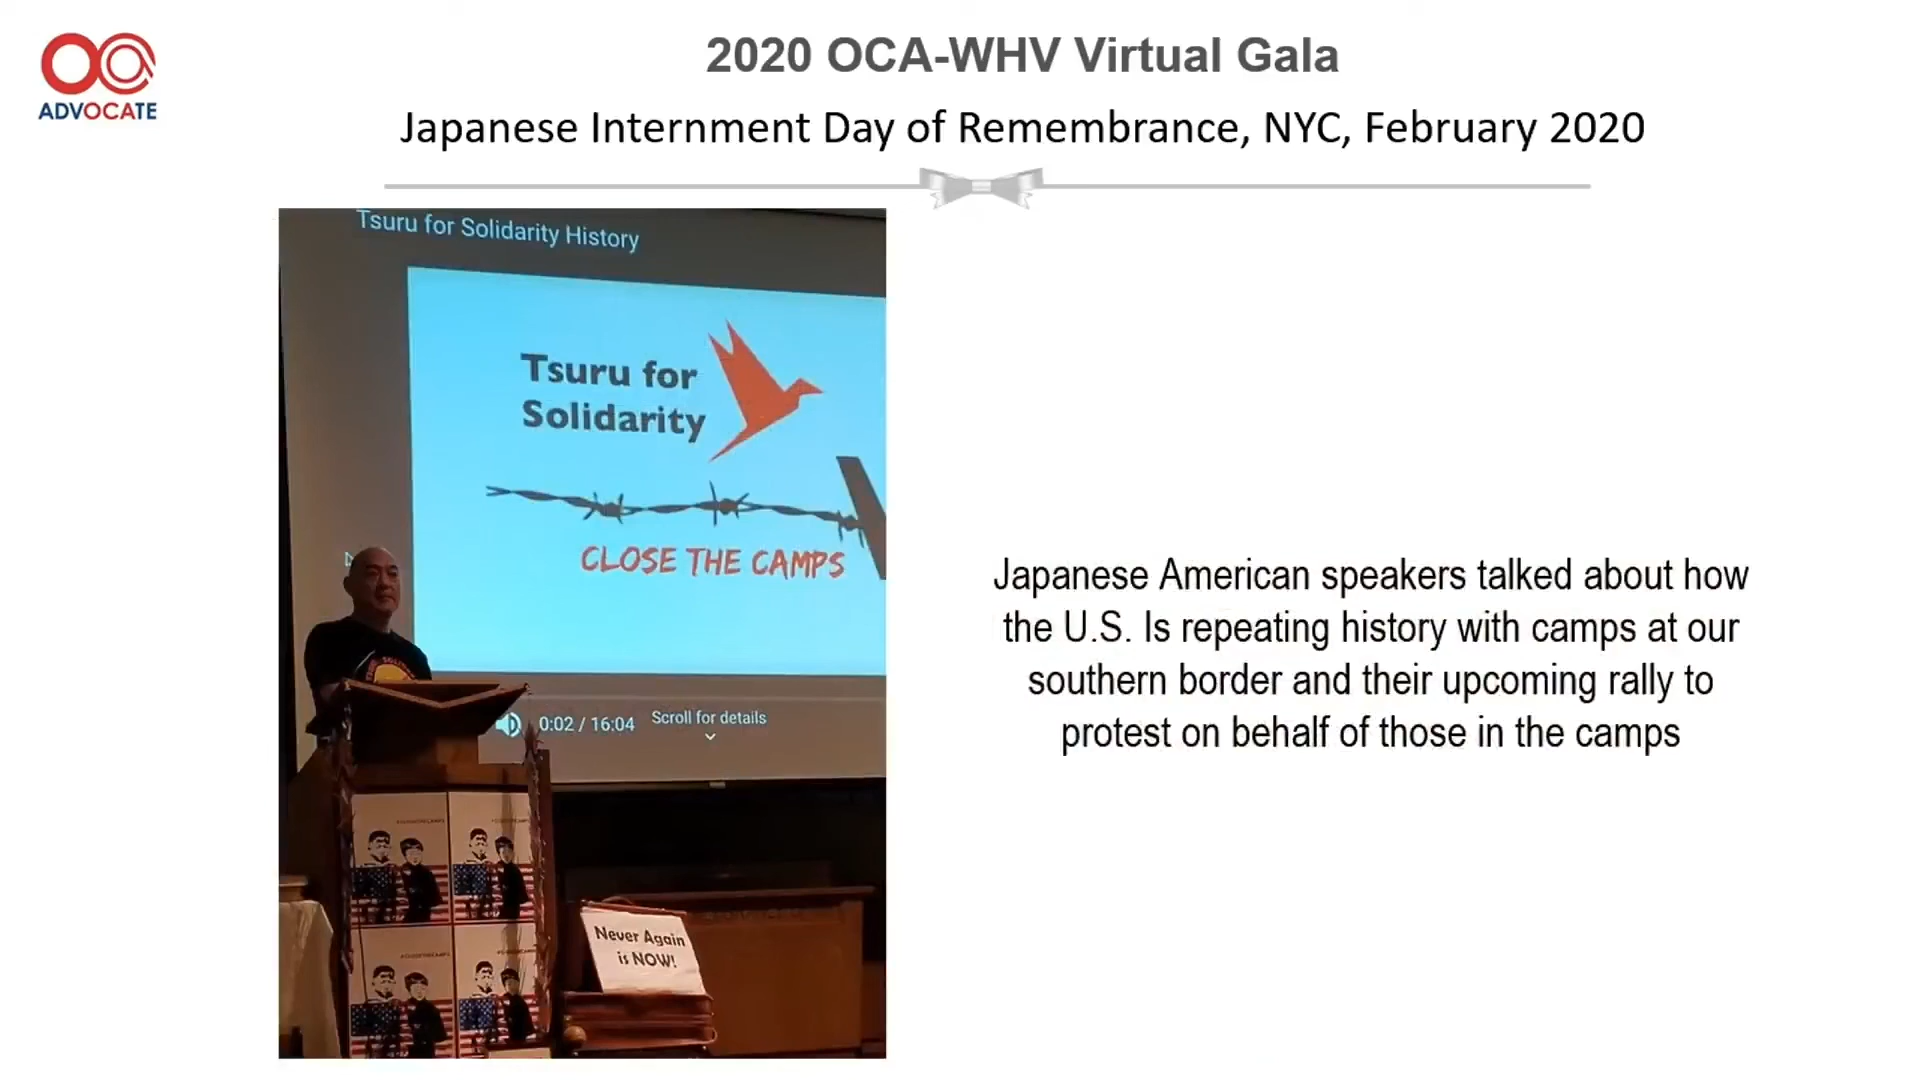 ADVOCATE
2020 OCA-WHV Virtual Gala
Japanese Internment Day of Remembrance, NYC, February 2020
Tsuru for Solidarity History
Tsuru for
Solidarity
CLOSE THE CAMPS
0:02 / 16:04
Scroll for details
Never Again
is NOW!
Japanese American speakers talked about how
the U.S. Is repeating history with camps at our
southern border and their upcoming rally to
protest on behalf of those in the camps